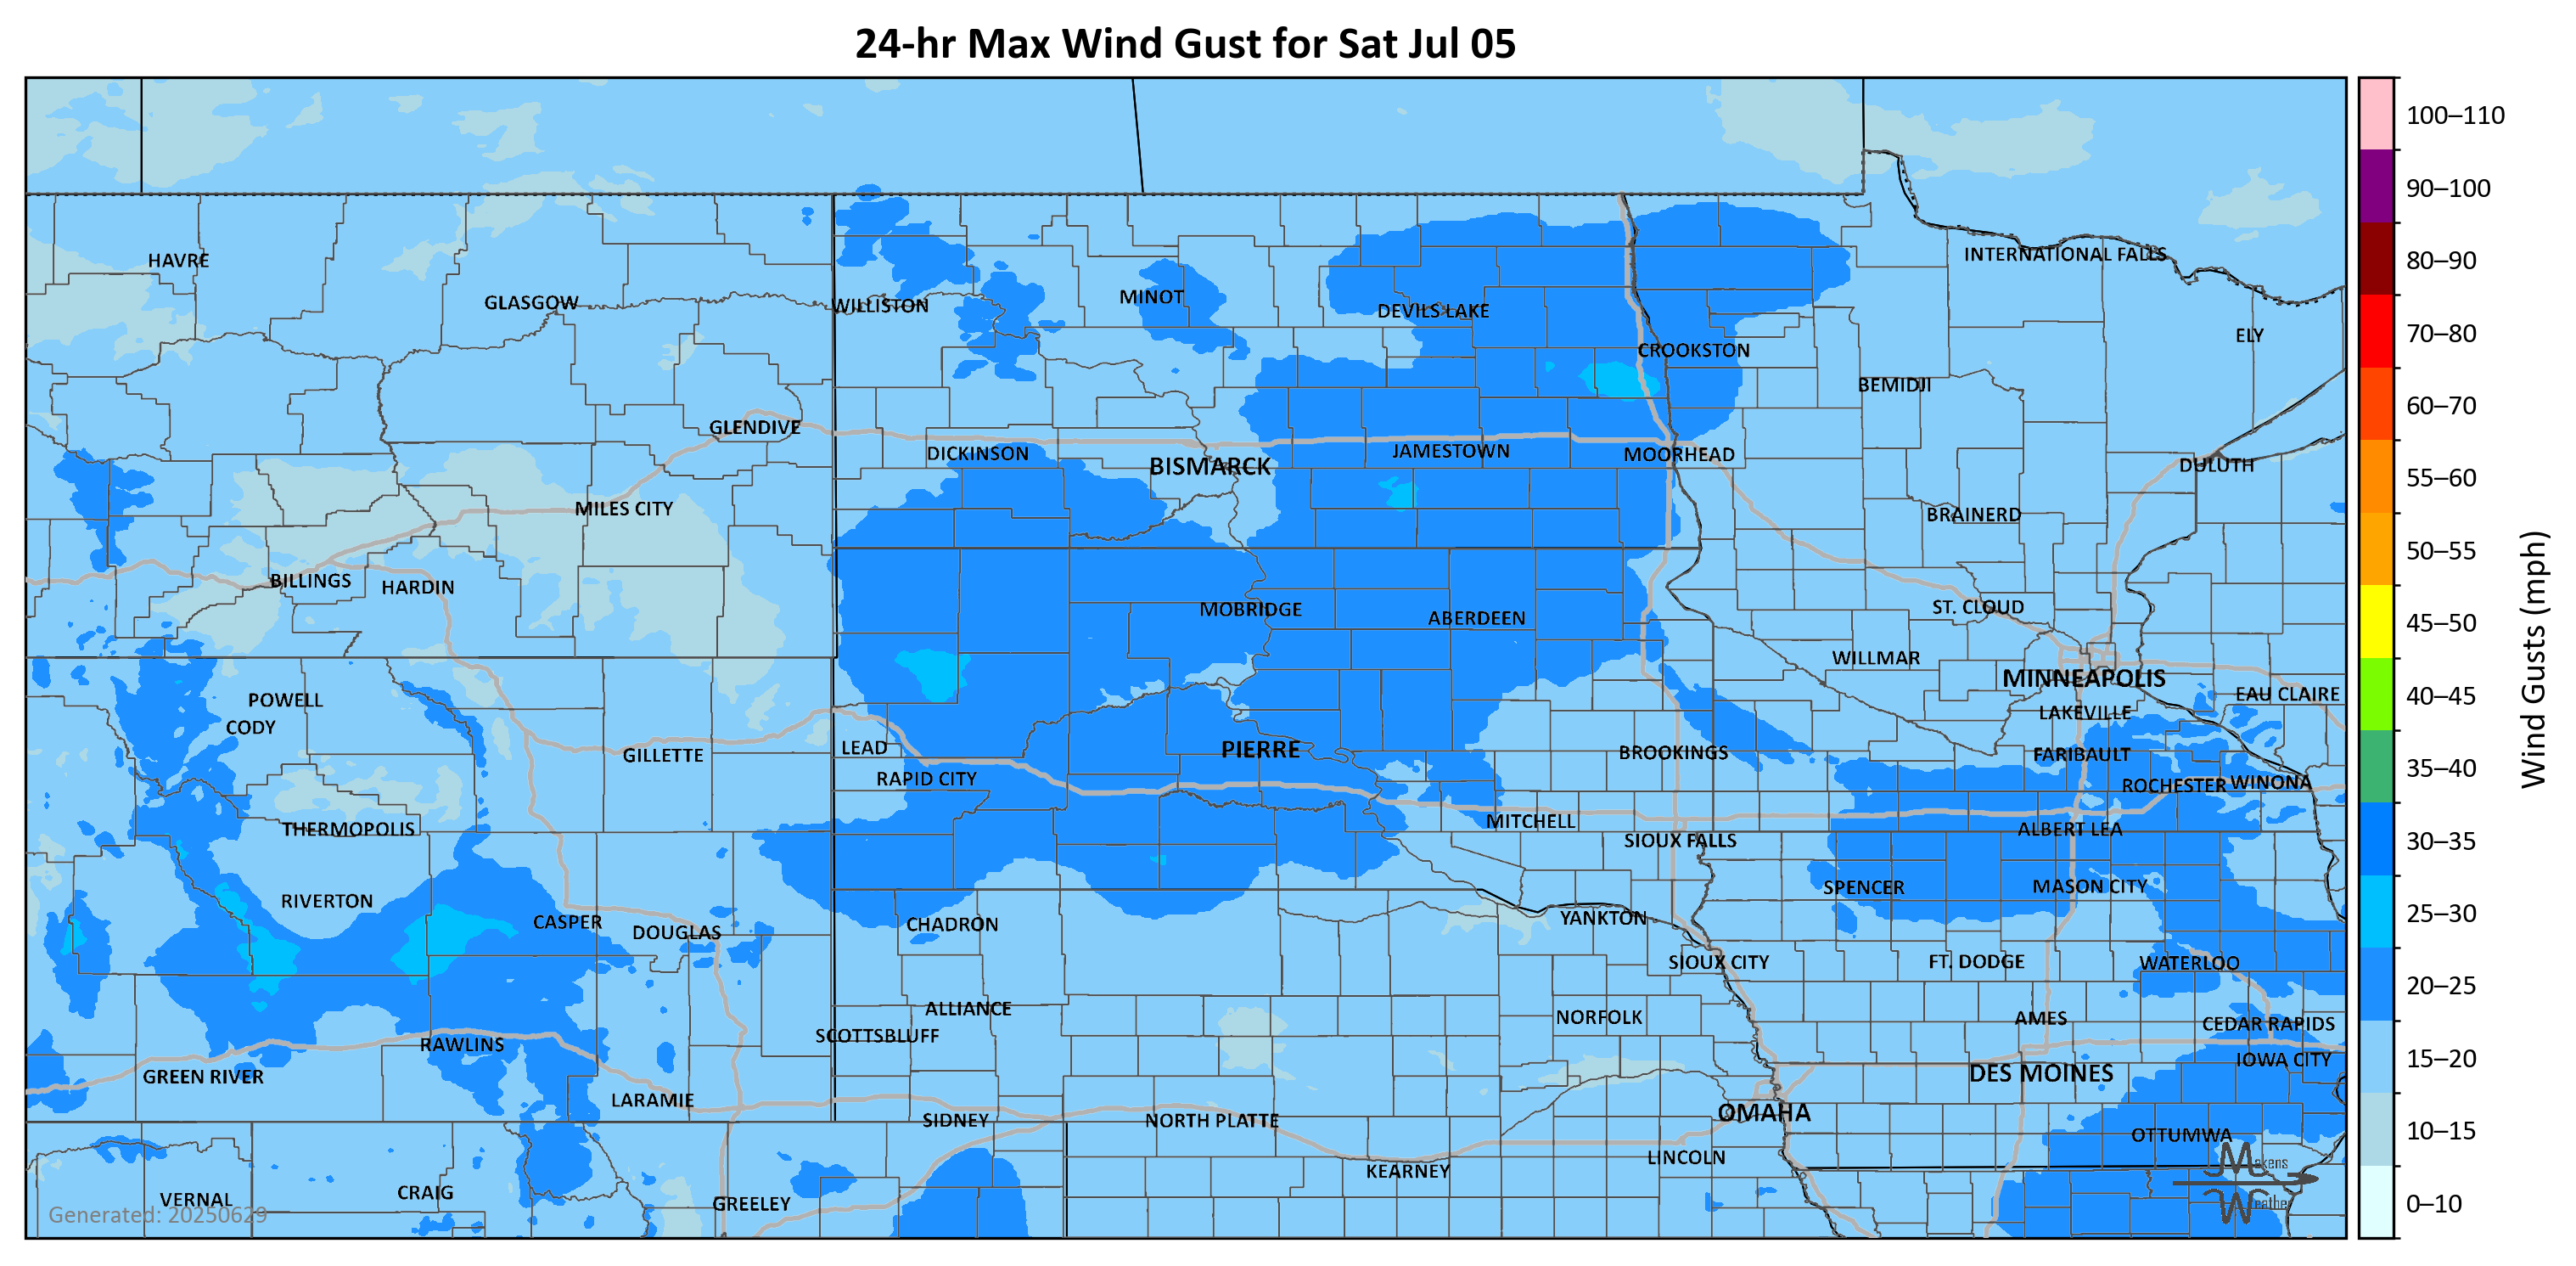 24-hr Max Wind Gust for Sat Jul 05
100–110
90–100
80–90
70–80
60–70
55–60
50–55
45–50
40–45
35–40
30–35
25–30
20–25
15–20
10–15
0–10
Wind Gusts (mph)
HAVRE
INTERNATIONAL FALLS
GLASGOW
WILLISTON
MINOT
DEVILS LAKE
ELY
CROOKSTON
BEMIDJI
GLENDIVE
DICKINSON
BISMARCK
JAMESTOWN
MOORHEAD
DULUTH
MILES CITY
BRAINERD
BILLINGS
HARDIN
MOBRIDGE
ABERDEEN
ST. CLOUD
WILLMAR
MINNEAPOLIS
POWELL
EAU CLAIRE
CODY
LAKEVILLE
GILLETTE
LEAD
PIERRE
BROOKINGS
FARIBAULT
RAPID CITY
ROCHESTER
WINONA
THERMOPOLIS
MITCHELL
ALBERT LEA
SIOUX FALLS
RIVERTON
SPENCER
MASON CITY
CASPER
DOUGLAS
CHADRON
YANKTON
SIOUX CITY
FT. DODGE
WATERLOO
ALLIANCE
NORFOLK
AMES
CEDAR RAPIDS
SCOTTSBLUFF
RAWLINS
IOWA CITY
GREEN RIVER
DES MOINES
LARAMIE
SIDNEY
NORTH PLATTE
OMAHA
OTTUMWA
KEARNEY
LINCOLN
VERNAL
CRAIG
GREELEY
Makens
Weather
Generated: 20250629